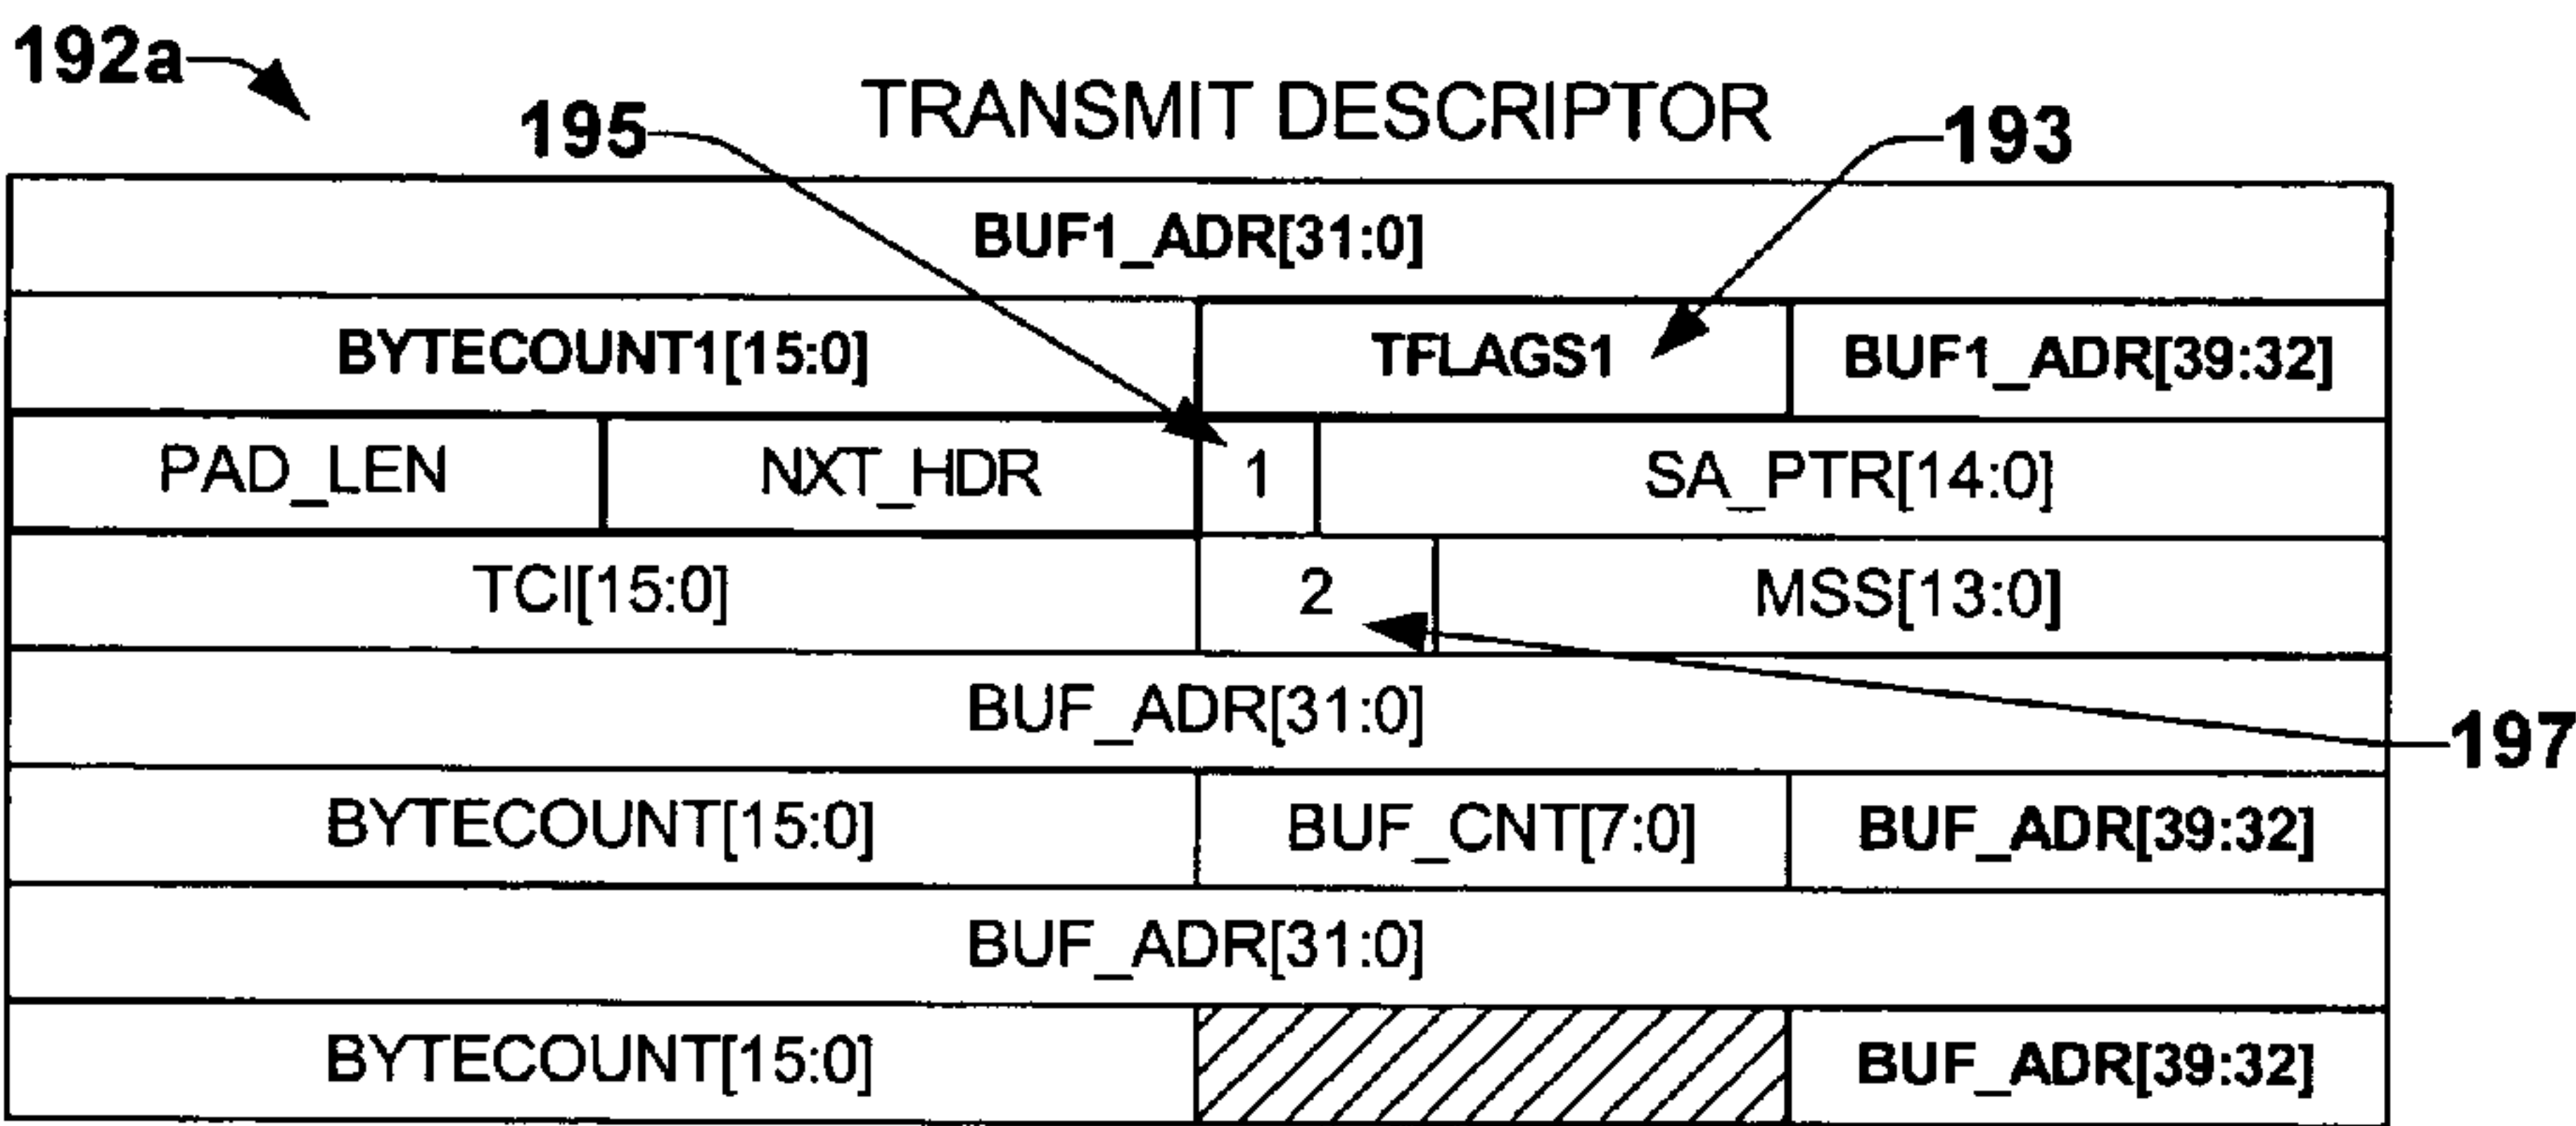 192a
TRANSMIT DESCRIPTOR
195
193
BUF1_ADR[31:0]
BYTECOUNT1[15:0] TFLAGS1 BUF1_ADR[39:32]
PAD_LEN NXT_HDR 1 SA_PTR[14:0]
TCI[15:0] 2 MSS[13:0]
BUF_ADR[31:0]
197
BYTECOUNT[15:0] BUF_CNT[7:0] BUF_ADR[39:32]
BUF_ADR[31:0]
BYTECOUNT[15:0] BUF_ADR[39:32]